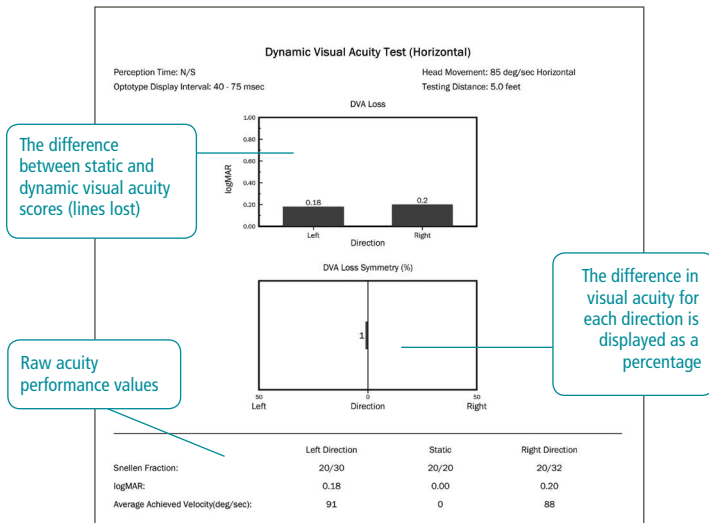 Dynamic Visual Acuity Test (Horizontal)
Perception Time: N/S
Head Movement: 85 deg/sec Horizontal
Optotype Display Interval: 40 - 75 msec
Testing Distance: 5.0 feet
The difference
between static and
dynamic visual acuity
scores (lines lost)
DVA Loss
1.00
0.80
0.60
0.40
0.20
0.00
logMAR
0.18
0.2
Left
Right
Direction
DVA Loss Symmetry (%)
1
50
0
50
Left
Direction
Right
The difference in
visual acuity for
each direction is
displayed as a
percentage
Raw acuity
performance values
Left Direction
Static
Right Direction
Snellen Fraction:
20/30
20/20
20/32
logMAR:
0.18
0.00
0.20
Average Achieved Velocity(deg/sec):
91
0
88